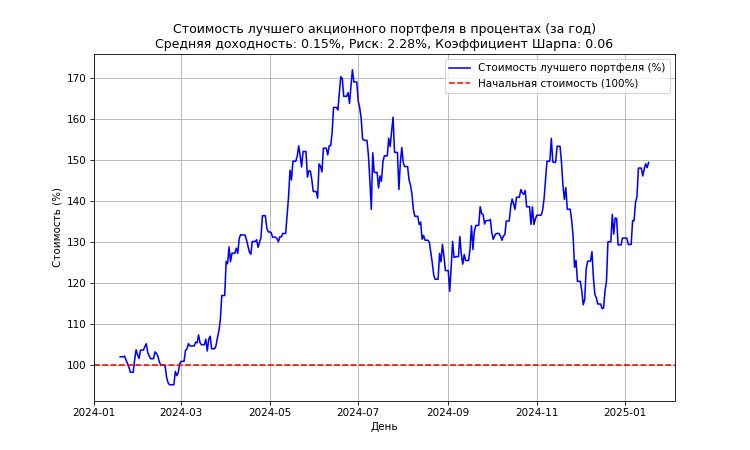 Стоимость лучшего акционного портфеля в процентах (за год)
Средняя доходность: 0.15%, Риск: 2.28%, Коэффициент Шарпа: 0.06
Стоимость лучшего портфеля (%)
Начальная стоимость (100%)
Стоимость (%)
170
160
150
140
130
120
110
100
2024-01
2024-03
2024-05
2024-07
2024-09
2024-11
2025-01
День